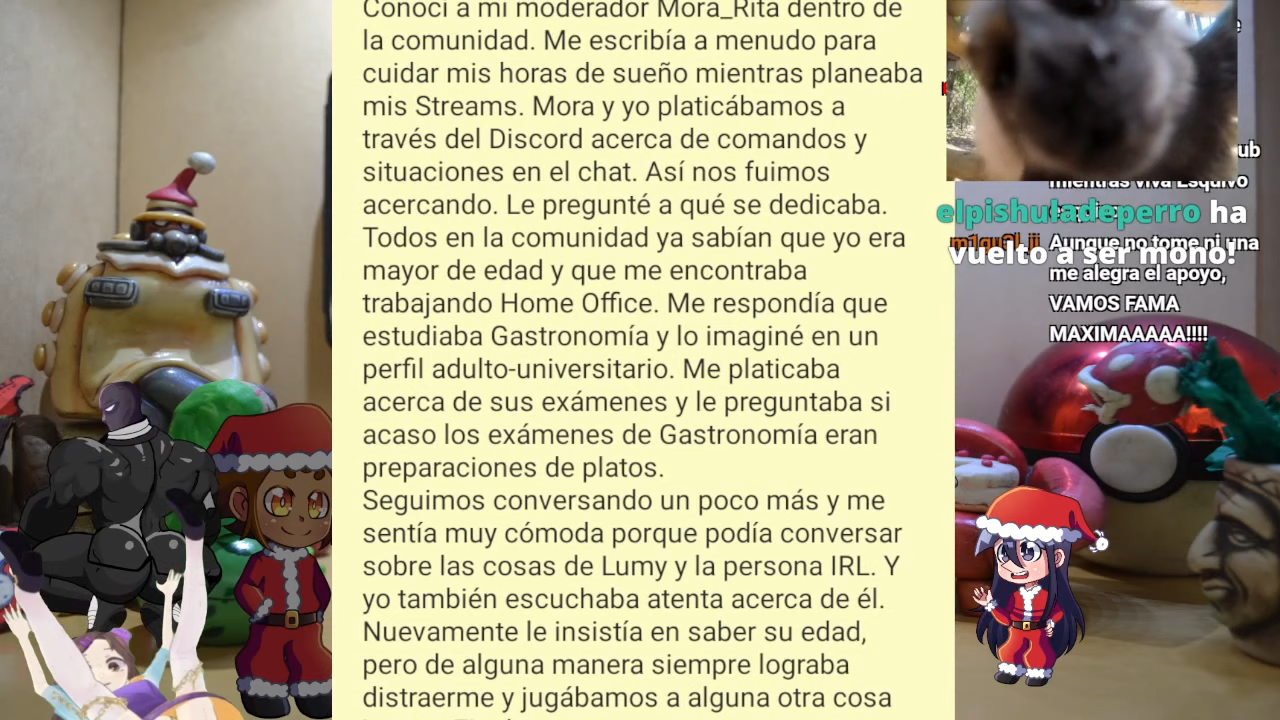 Conocí a mi moderador Mora_Rita dentro de
la comunidad. Me escribía a menudo para
cuidar mis horas de sueño mientras planeaba
mis Streams. Mora y yo platicábamos a
través del Discord acerca de comandos y
situaciones en el chat. Así nos fuimos
acercando. Le pregunté a qué se dedicaba.
Todos en la comunidad ya sabían que yo era
mayor de edad y que me encontraba
trabajando Home Office. Me respondía que
estudiaba Gastronomía y lo imaginé en un
perfil adulto-universitario. Me platicaba
acerca de sus exámenes y le preguntaba si
acaso los exámenes de Gastronomía eran
preparaciones de platos.
Seguimos conversando un poco más y me
sentía muy cómoda porque podía conversar
sobre las cosas de Lumy y la persona IRL. Y
yo también escuchaba atenta acerca de él.
Nuevamente le insistía en saber su edad,
pero de alguna manera siempre lograba
distraerme y jugábamos a alguna otra cosa
ub
mientras viva Esquivo
elpishuladeperro ha
vuelto a ser mono!
Aunque no tome ni una
me alegra el apoyo,
VAMOS FAMA
MAXIMAAAAA!!!!